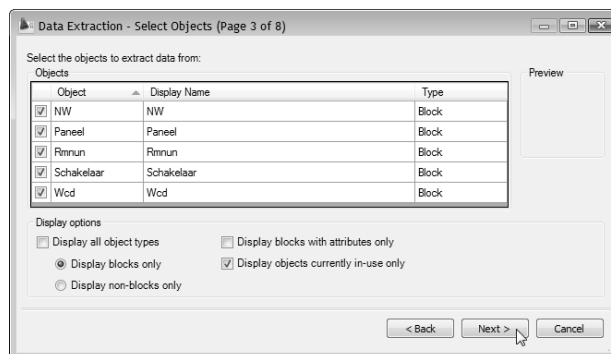 Data Extraction - Select Objects (Page 3 of 8)
Select the objects to extract data from:
Objects
Preview
Object Display Name Type
NW NW Block
Paneel Paneel Block
Rmnun Rmnun Block
Schakelaar Schakelaar Block
Wcd Wcd Block
Display options
Display all object types Display blocks with attributes only
Display blocks only Display objects currently in-use only
Display non-blocks only
< Back Next > Cancel